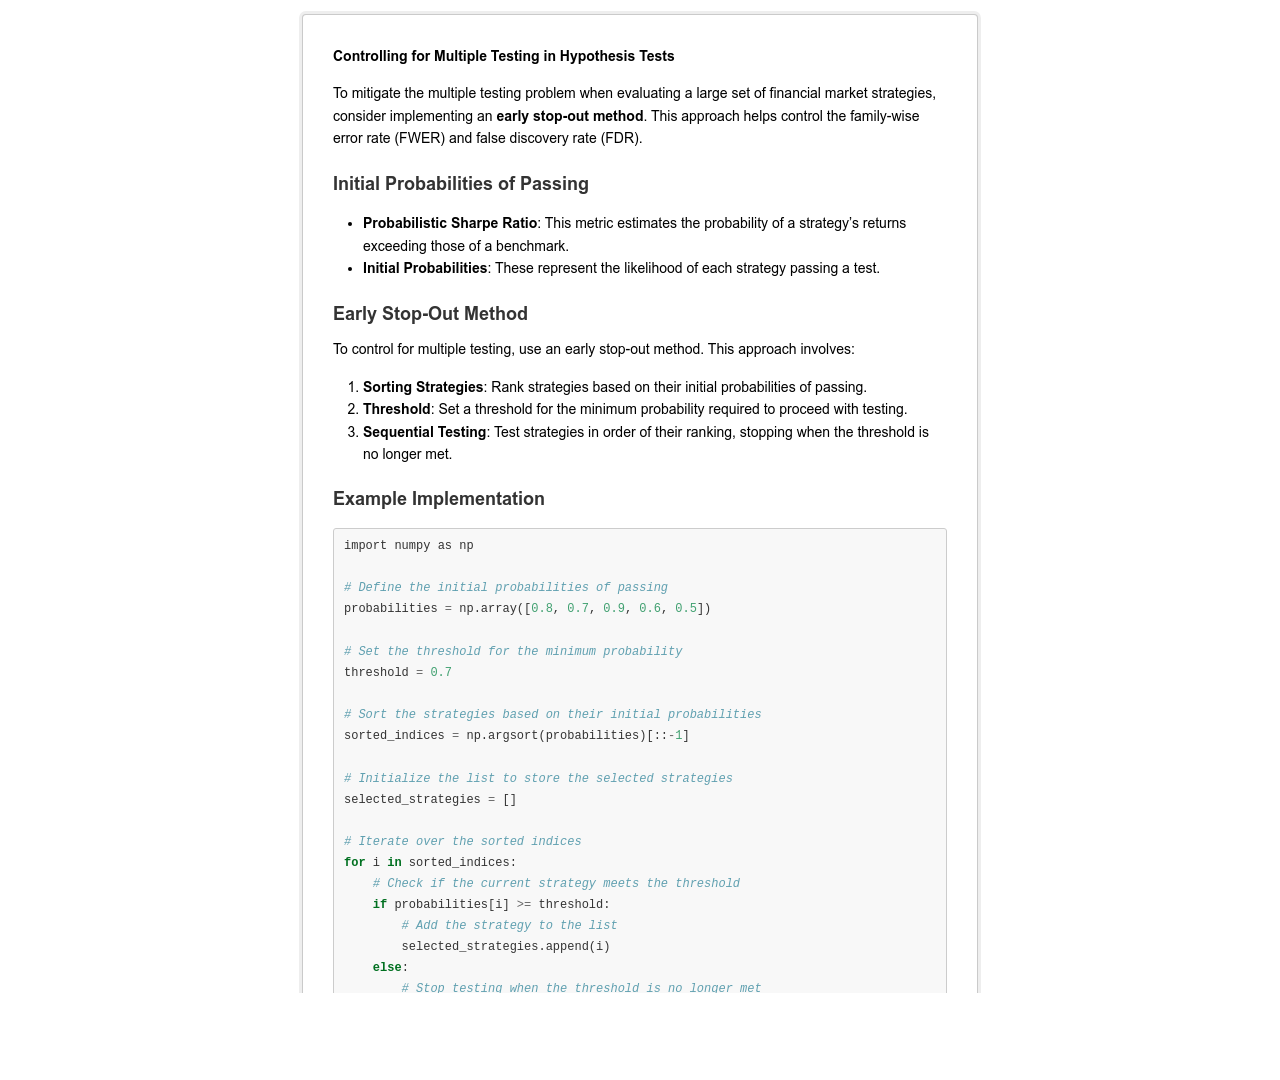 Controlling for Multiple Testing in Hypothesis Tests
To mitigate the multiple testing problem when evaluating a large set of financial market strategies,
consider implementing an early stop-out method. This approach helps control the family-wise
error rate (FWER) and false discovery rate (FDR).
Initial Probabilities of Passing
• Probabilistic Sharpe Ratio: This metric estimates the probability of a strategy's returns
exceeding those of a benchmark.
• Initial Probabilities: These represent the likelihood of each strategy passing a test.
Early Stop-Out Method
To control for multiple testing, use an early stop-out method. This approach involves:
1. Sorting Strategies: Rank strategies based on their initial probabilities of passing.
2. Threshold: Set a threshold for the minimum probability required to proceed with testing.
3. Sequential Testing: Test strategies in order of their ranking, stopping when the threshold is
no longer met.
Example Implementation
import numpy as np
# Define the initial probabilities of passing
probabilities = np.array([0.8, 0.7, 0.9, 0.6, 0.5])
# Set the threshold for the minimum probability
threshold = 0.7
# Sort the strategies based on their initial probabilities
sorted_indices = np.argsort(probabilities)[::-1]
# Initialize the list to store the selected strategies
selected_strategies = []
# Iterate over the sorted indices
for i in sorted_indices:
    # Check if the current strategy meets the threshold
    if probabilities[i] >= threshold:
        # Add the strategy to the list
        selected_strategies.append(i)
    else:
        # Stop testing when the threshold is no longer met